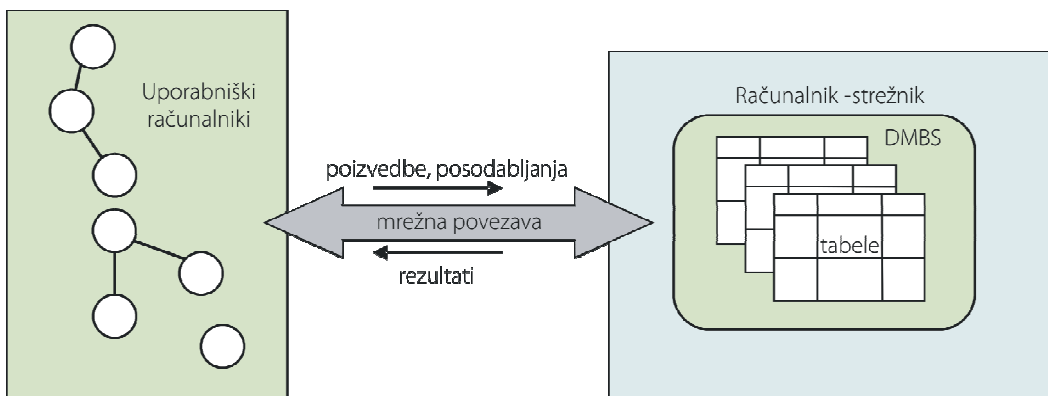 Uporabniški
računalniki
poizvedbe, posodabljanja
mrežna povezava
rezultati
Računalnik -strežnik
DMBS
tabele